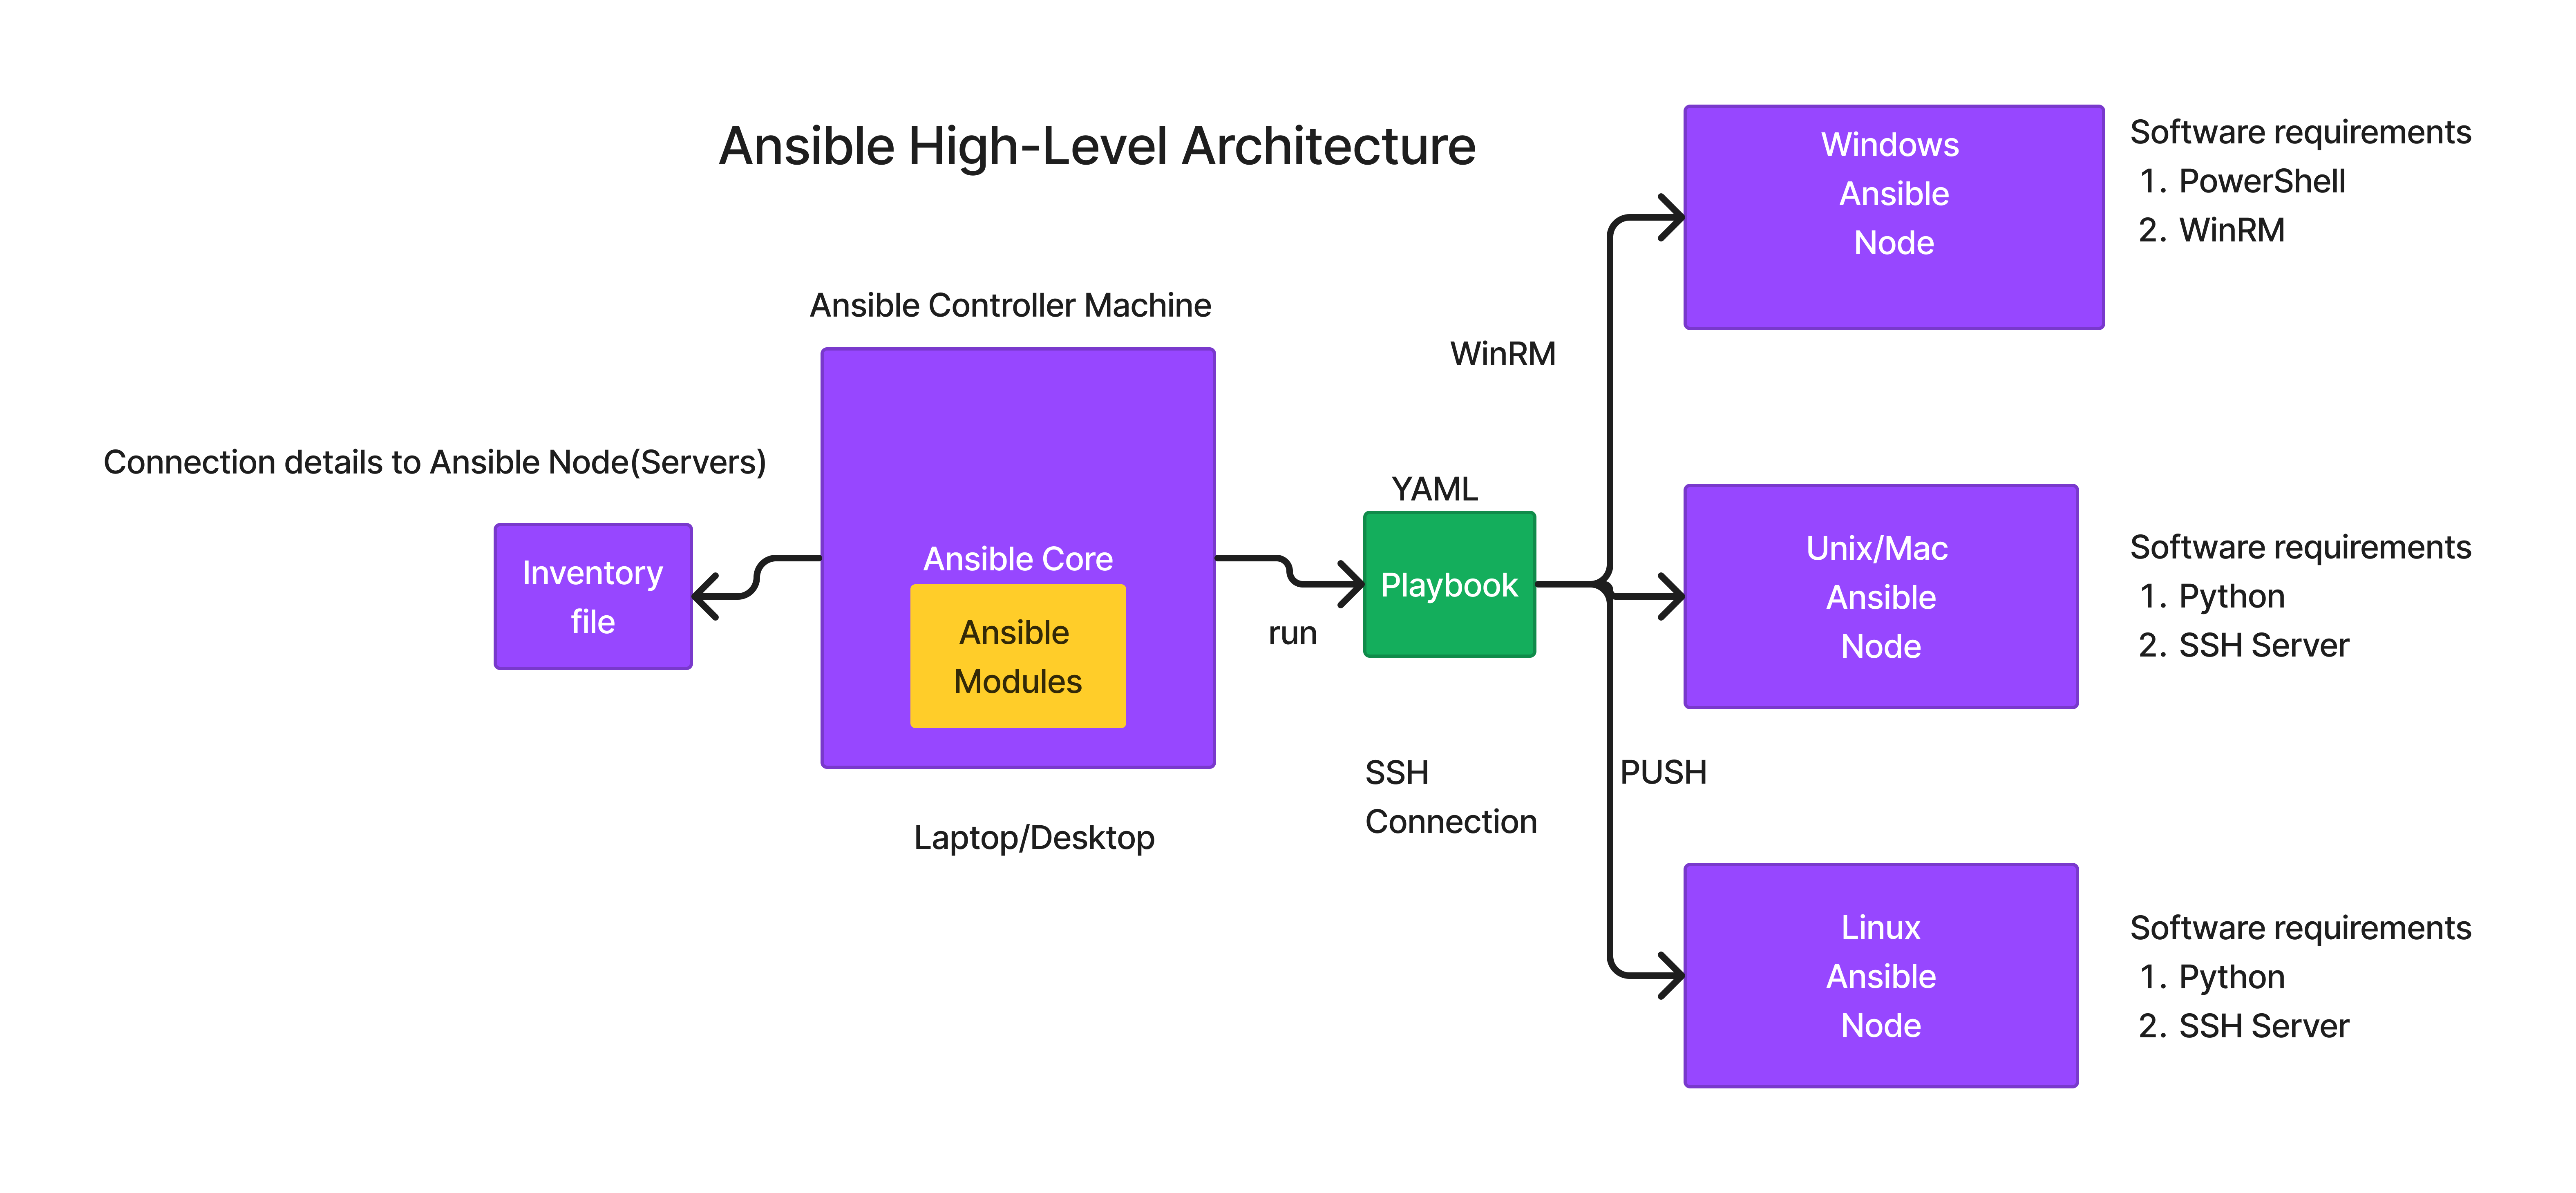 Ansible High-Level Architecture
Connection details to Ansible Node(Servers)
Inventory
file
Ansible Controller Machine
Ansible Core
Ansible
Modules
Laptop/Desktop
run
YAML
Playbook
WinRM
SSH
Connection
PUSH
Windows
Ansible
Node
Software requirements
1. PowerShell
2. WinRM
Unix/Mac
Ansible
Node
Software requirements
1. Python
2. SSH Server
Linux
Ansible
Node
Software requirements
1. Python
2. SSH Server